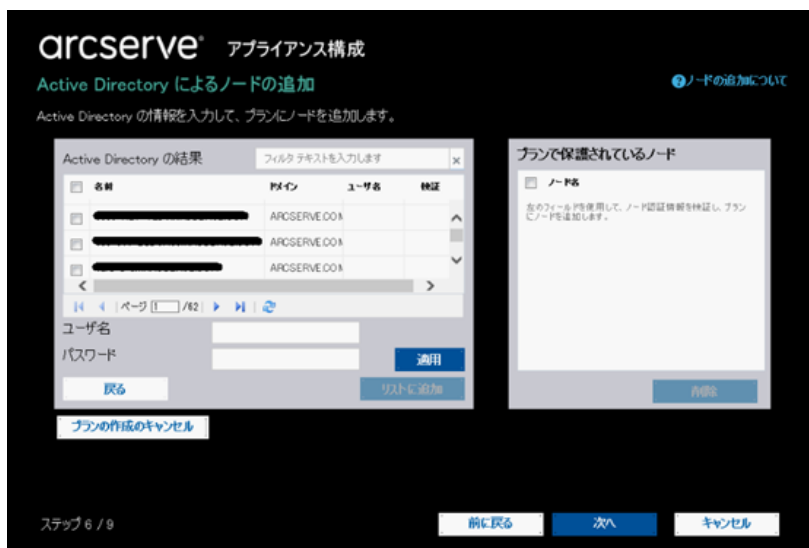 arcserve® アプライアンス構成
Active Directory によるノードの追加
?ノードの追加について
Active Directory の情報を入力して、プランにノードを追加します。
Active Directory の結果
フィルタ テキストを入力します
×
名前 ドメイン ユーザ名 検証
ARCSERVE.COM
ARCSERVE.COM
ARCSERVE.COM
ページ 1 /62
ユーザ名
パスワード
適用
戻る
リストに追加
プランで保護されているノード
ノード名
左のフィールドを使用して、ノード認証情報を検証し、プラン
にノードを追加します。
削除
プランの作成のキャンセル
ステップ 6 / 9
前に戻る
次へ
キャンセル